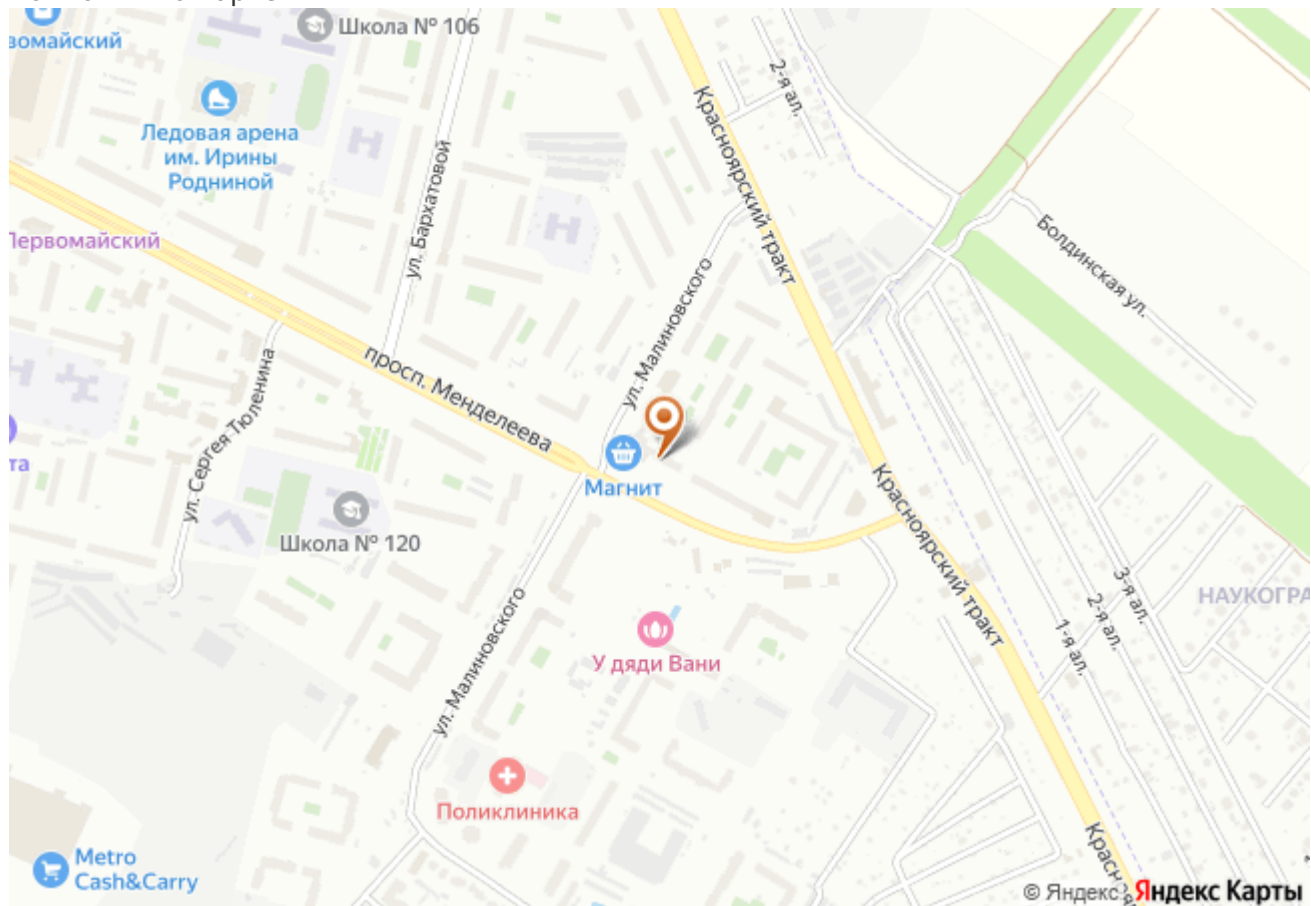 Школа № 106
вомайский
Ледовая арена
им. Ирины
Родниной
2-я ал.
Красноярский тракт
ул. Бархатовой
Первомайский
Болдинская ул.
ул. Малиновского
просп. Менделеева
ул. Сергея Тюленина
та
Магнит
Школа № 120
Красноярский тракт
3-я ал.
2-я ал.
1-я ал.
НАУКОГРА
У дяди Вани
ул. Малиновского
Поликлиника
Metro
Cash&Carry
Краснояр
© Яндекс Яндекс Карты